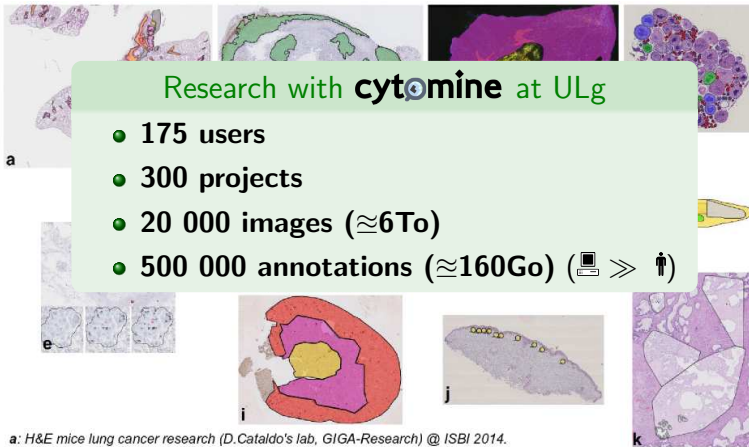 Research with cytomine at ULg
175 users
300 projects
20 000 images (≊6To)
500 000 annotations (≊160Go) (🖥 ≫ 🚹)
a
e
i
j
k
a: H&E mice lung cancer research (D.Cataldo's lab, GIGA-Research) @ ISBI 2014.